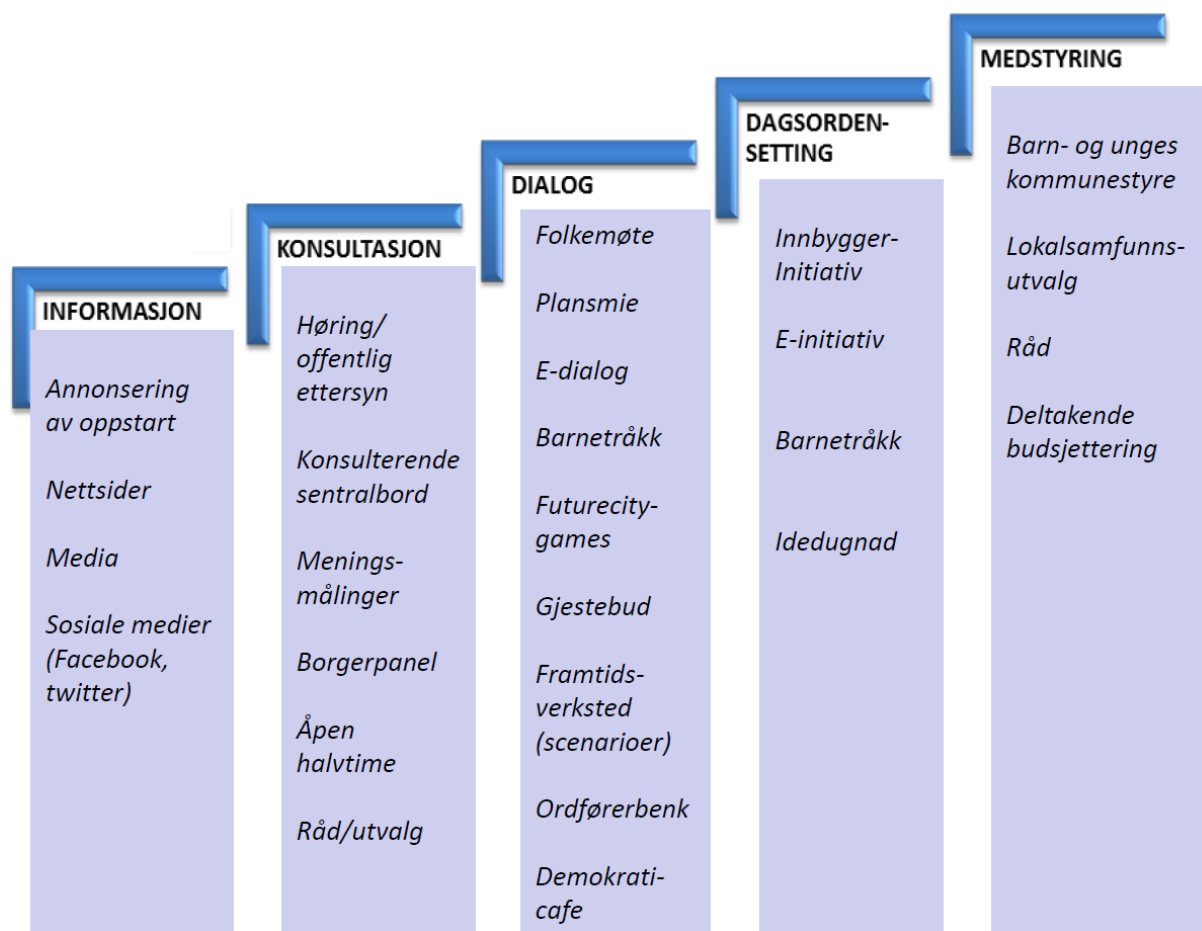 INFORMASJON
Annonsering
av oppstart
Nettsider
Media
Sosiale medier
(Facebook,
twitter)
KONSULTASJON
Høring/
offentlig
ettersyn
Konsulterende
sentralbord
Menings-
målinger
Borgerpanel
Åpen
halvtime
Råd/utvalg
DIALOG
Folkemøte
Plansmie
E-dialog
Barnetråkk
Futurecity-
games
Gjestebud
Framtids-
verksted
(scenarioer)
Ordførerbenk
Demokrati-
cafe
DAGSORDEN-
SETTING
Innbygger-
Initiativ
E-initiativ
Barnetråkk
Idedugnad
MEDSTYRING
Barn- og unges
kommunestyre
Lokalsamfunns-
utvalg
Råd
Deltakende
budsjettering